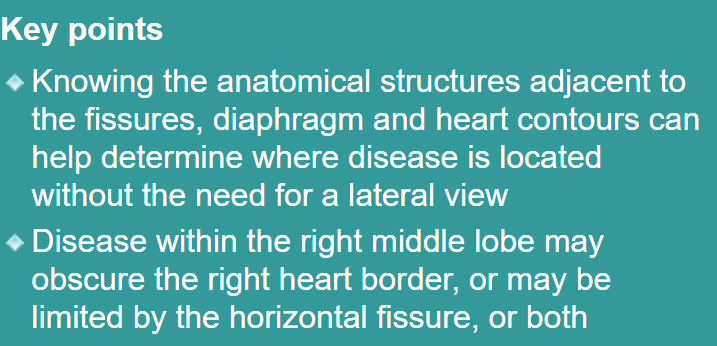 Key points
Knowing the anatomical structures adjacent to
the fissures, diaphragm and heart contours can
help determine where disease is located
without the need for a lateral view
Disease within the right middle lobe may
obscure the right heart border, or may be
limited by the horizontal fissure, or both